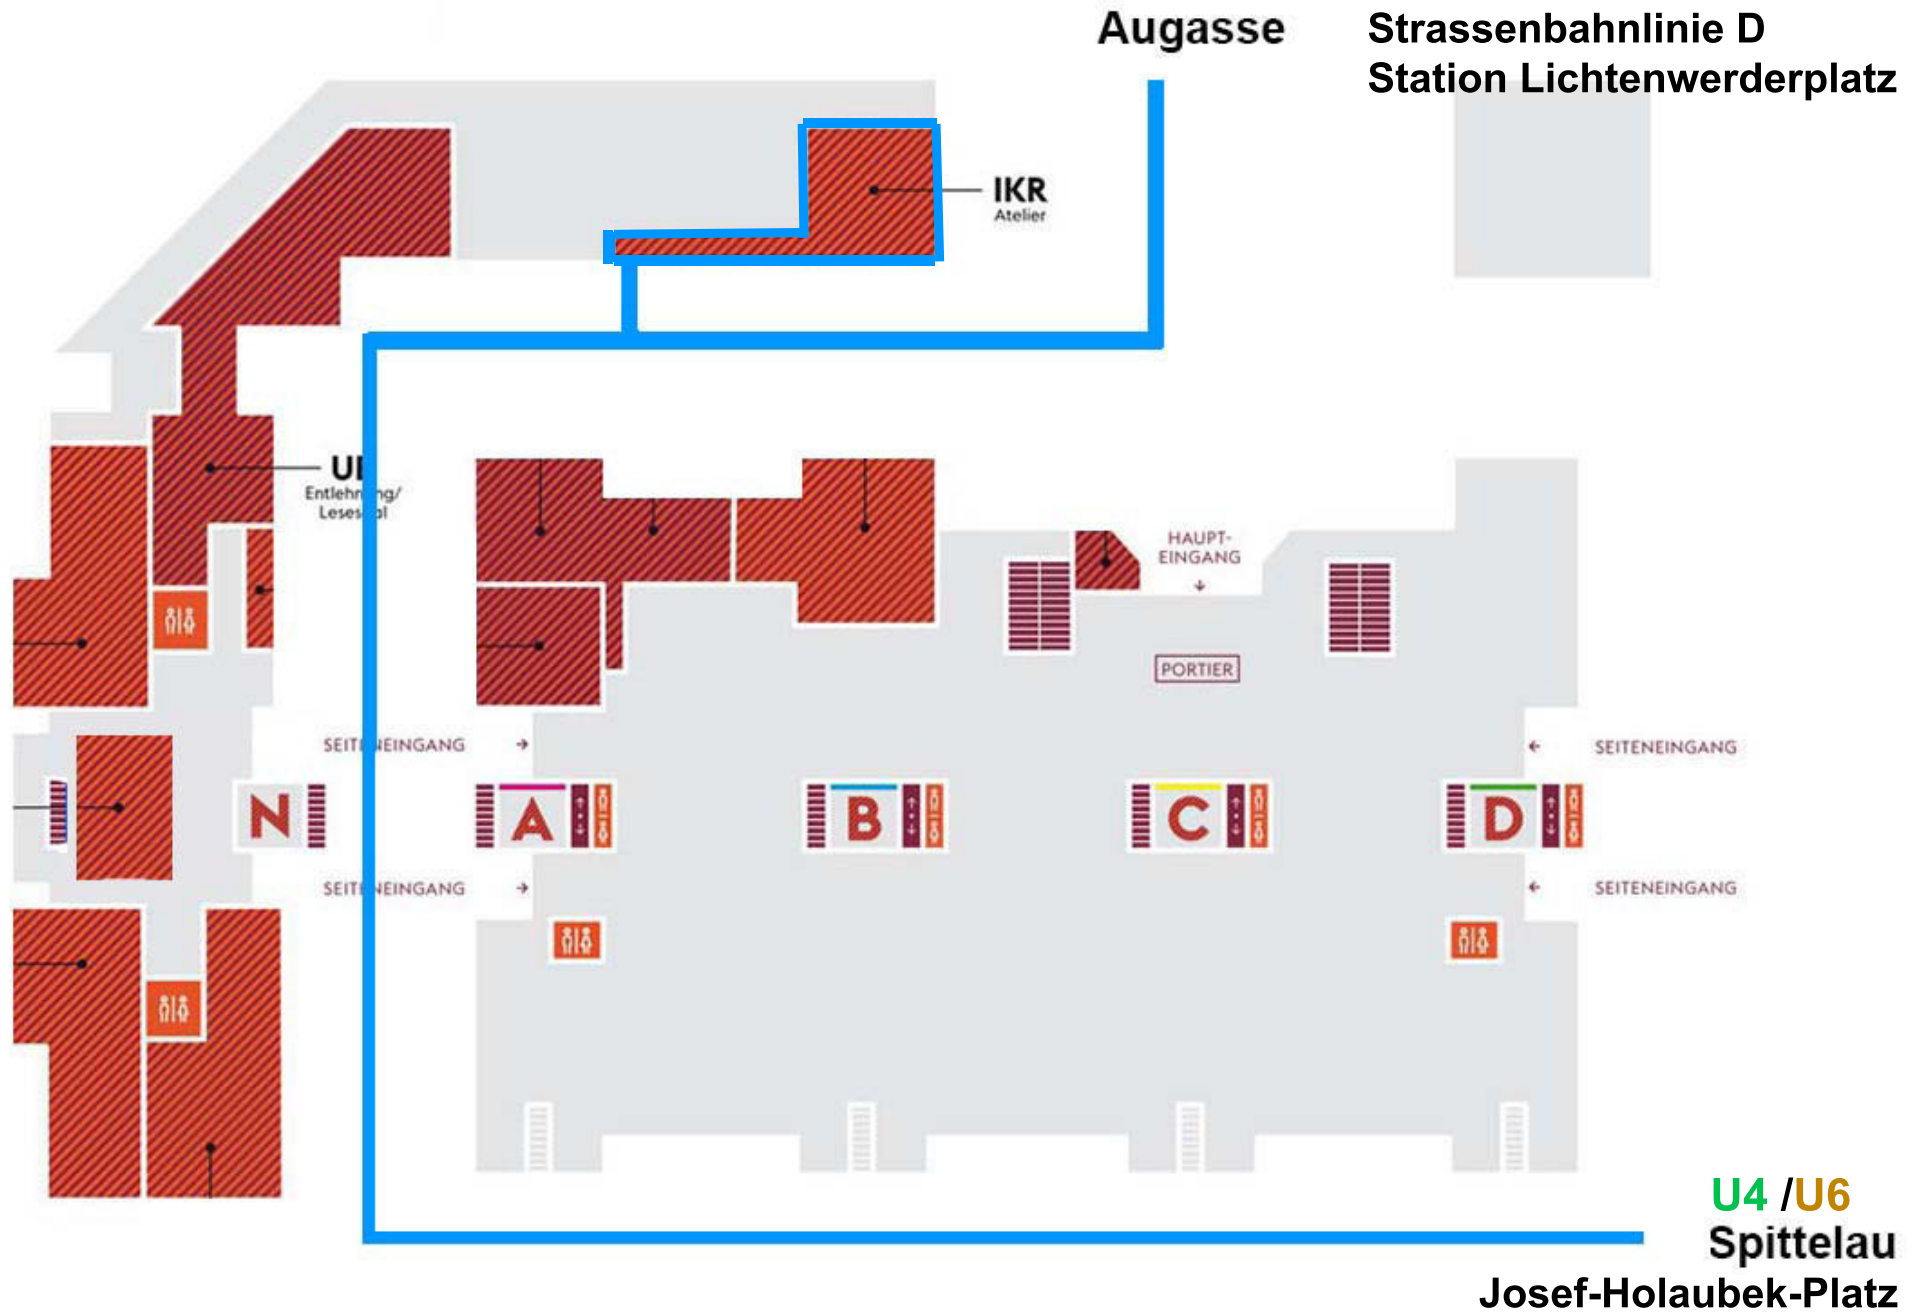 Augasse
Strassenbahnlinie D
Station Lichtenwerderplatz
IKR
Atelier
HAUPT-
EINGANG
PORTIER
SEITENEINGANG
SEITENEINGANG
N
A
B
C
D
SEITENEINGANG
SEITENEINGANG
U4 /U6
Spittelau
Josef-Holaubek-Platz